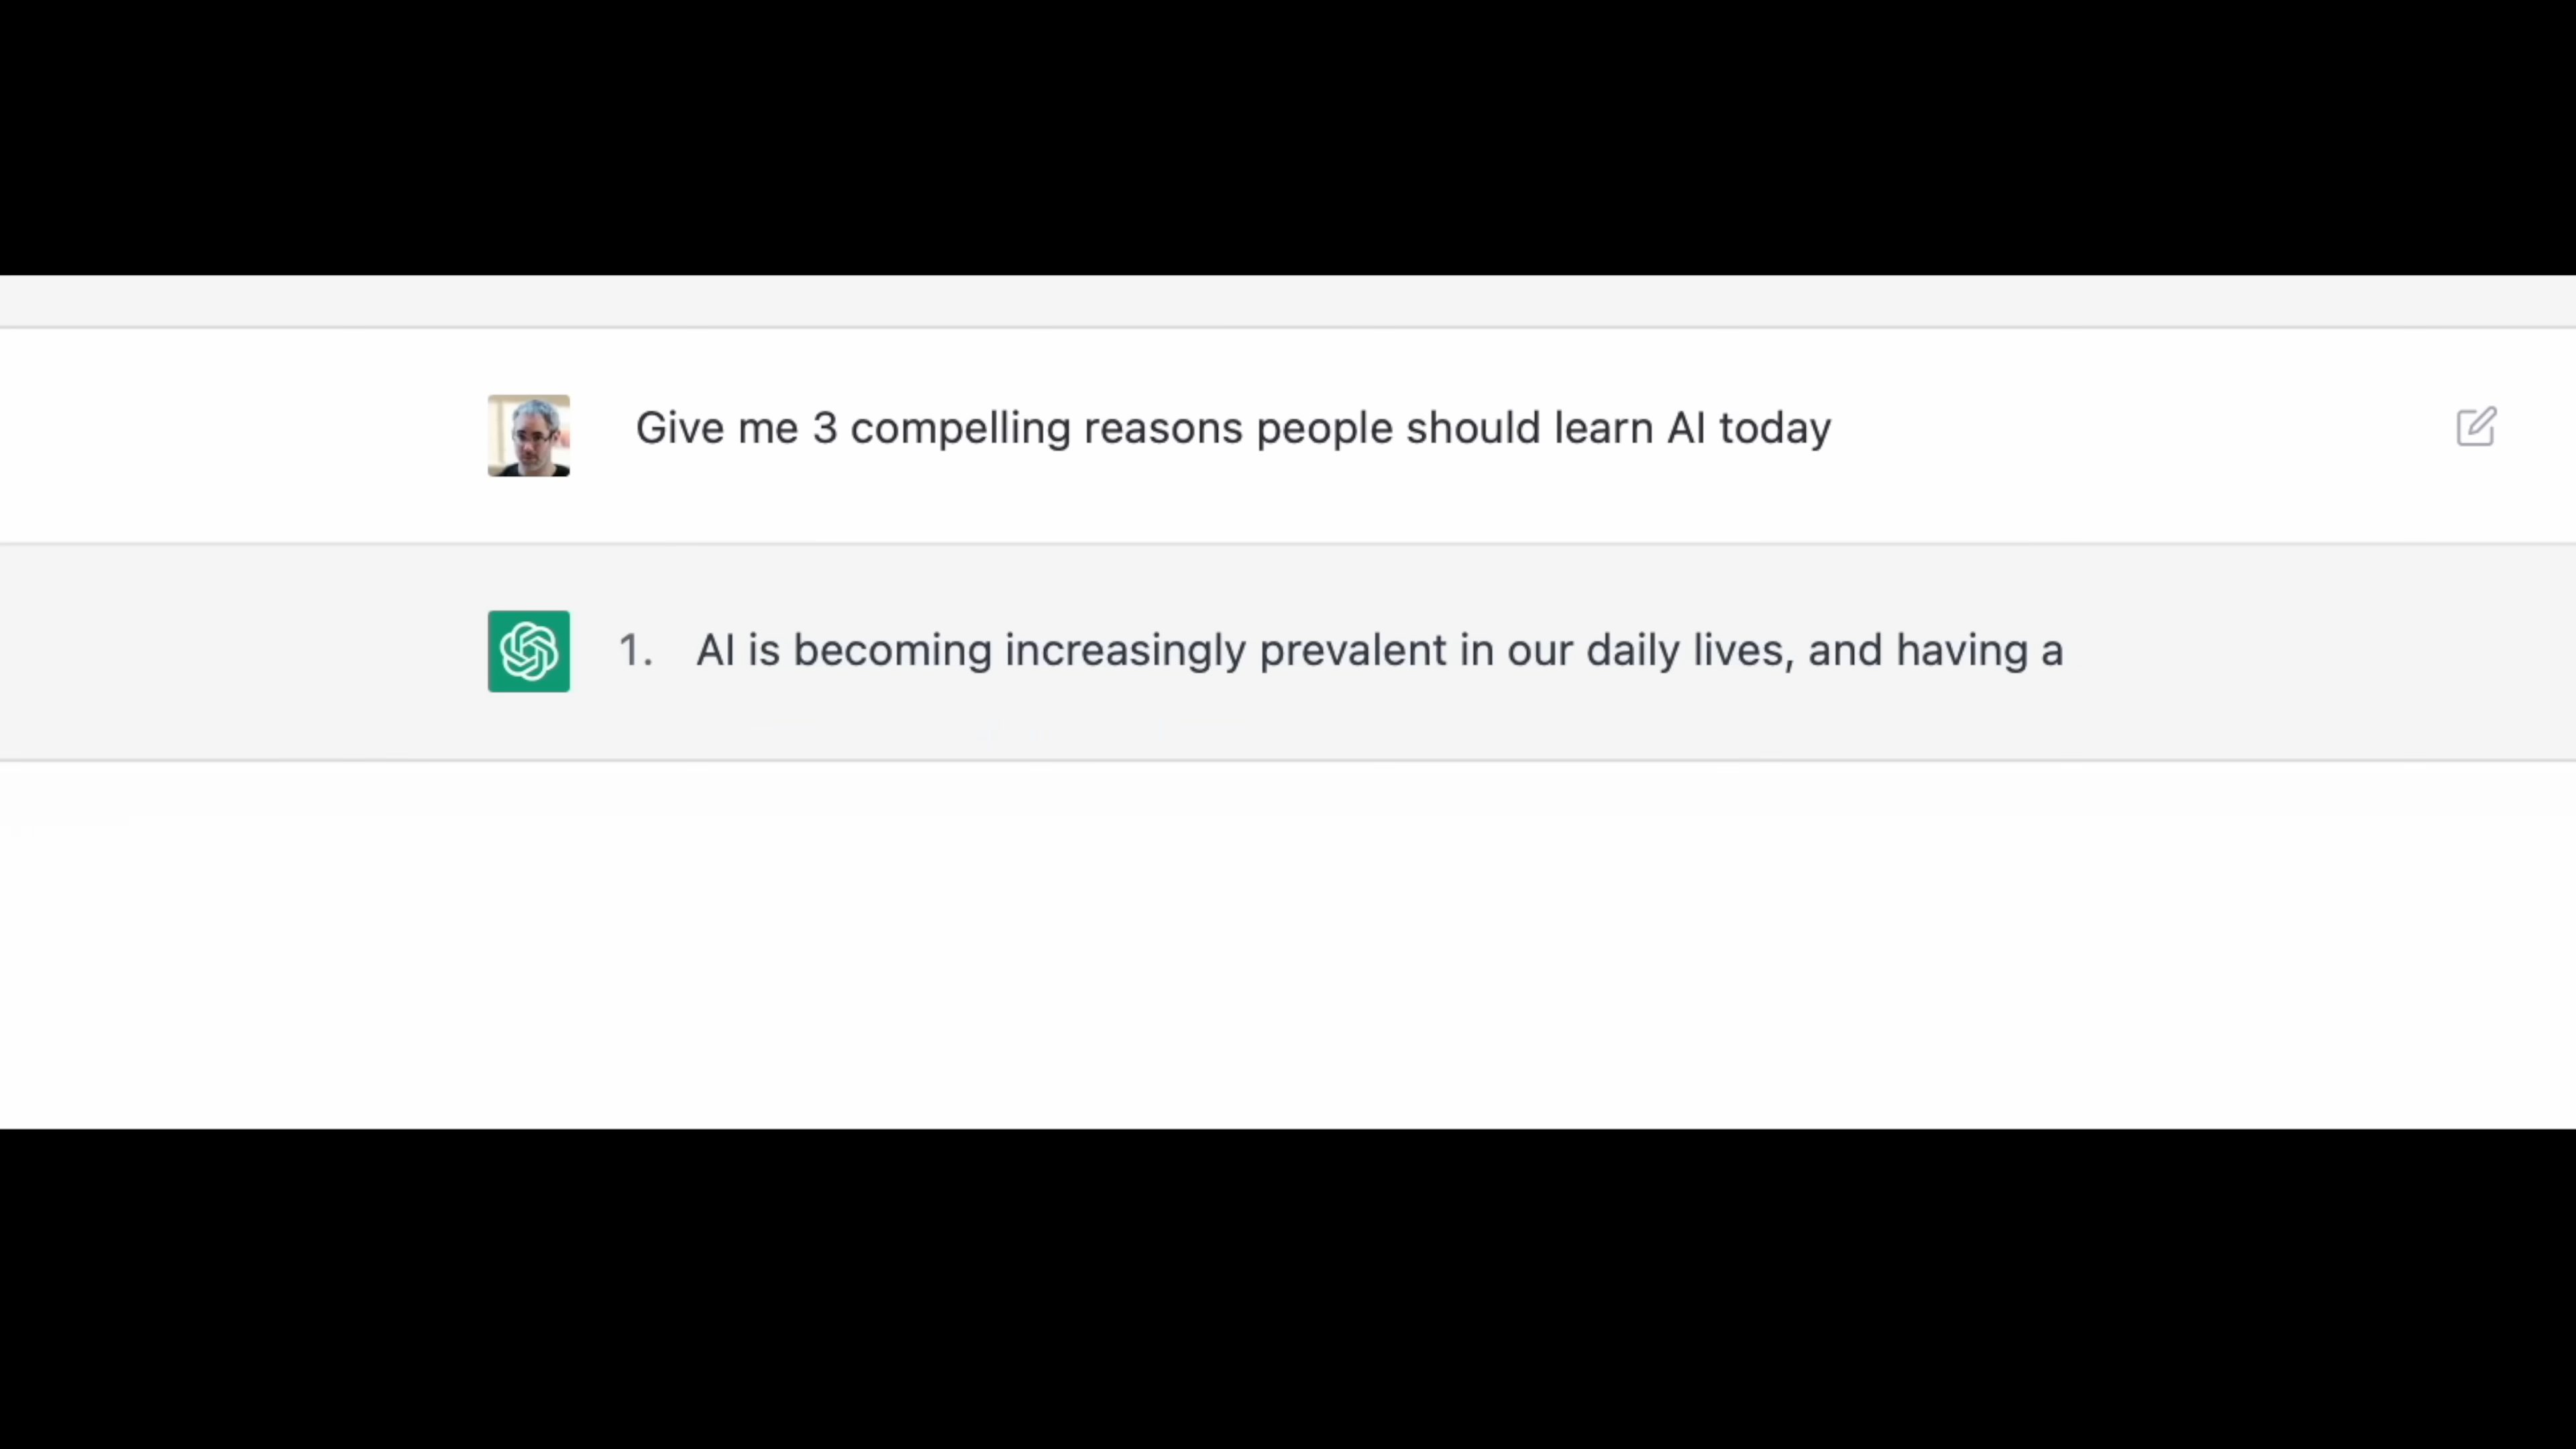 Give me 3 compelling reasons people should learn AI today
1. AI is becoming increasingly prevalent in our daily lives, and having a